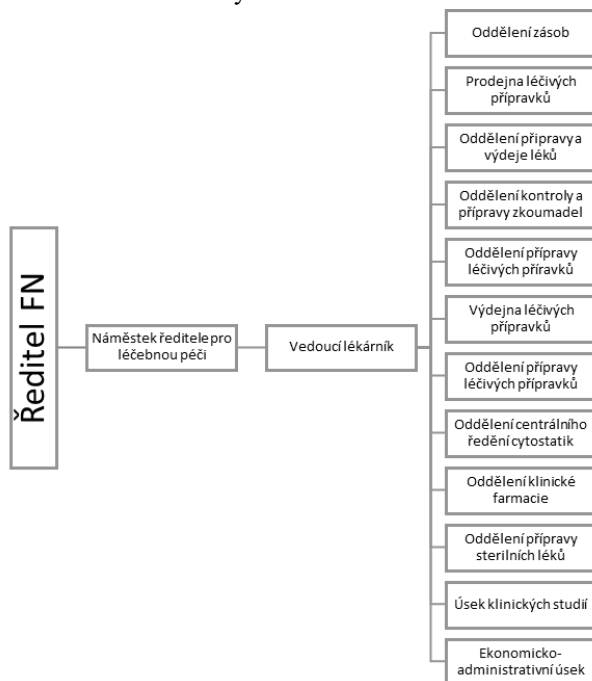 Ředitel FN
Náměstek ředitele pro
léčebnou péči
Vedoucí lékárník
Oddělení zásob
Prodejna léčivých
přípravků
Oddělení připravy a
výdeje léků
Oddělení kontroly a
přípravy zkoumadel
Oddělení přípravy
léčivých příravků
Výdejna léčivých
přípravků
Oddělení přípravy
léčivých přípravků
Oddělení centrálního
ředění cytostatik
Oddělení klinické
farmacie
Oddělení přípravy
sterilních léků
Úsek klinických studií
Ekonomicko-
administrativní úsek